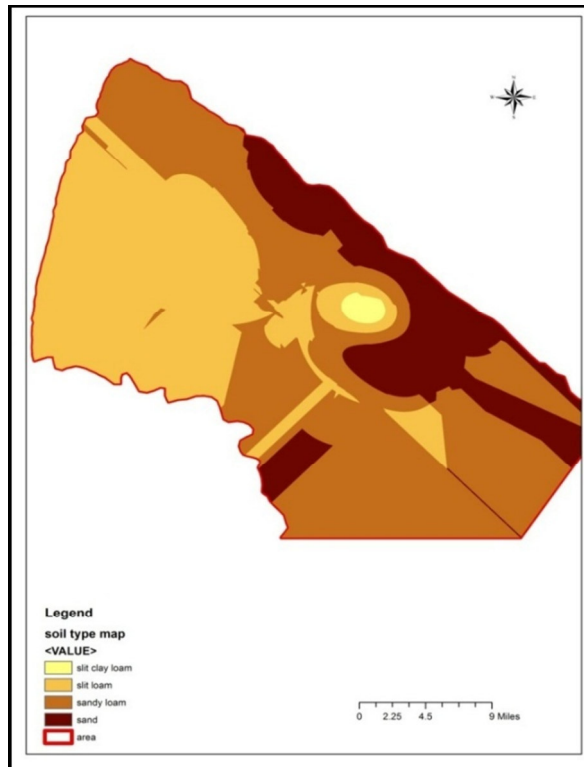 N
W E
S
Legend
soil type map
<VALUE>
slit clay loam
slit loam
sandy loam
sand
area
0 2.25 4.5 9 Miles